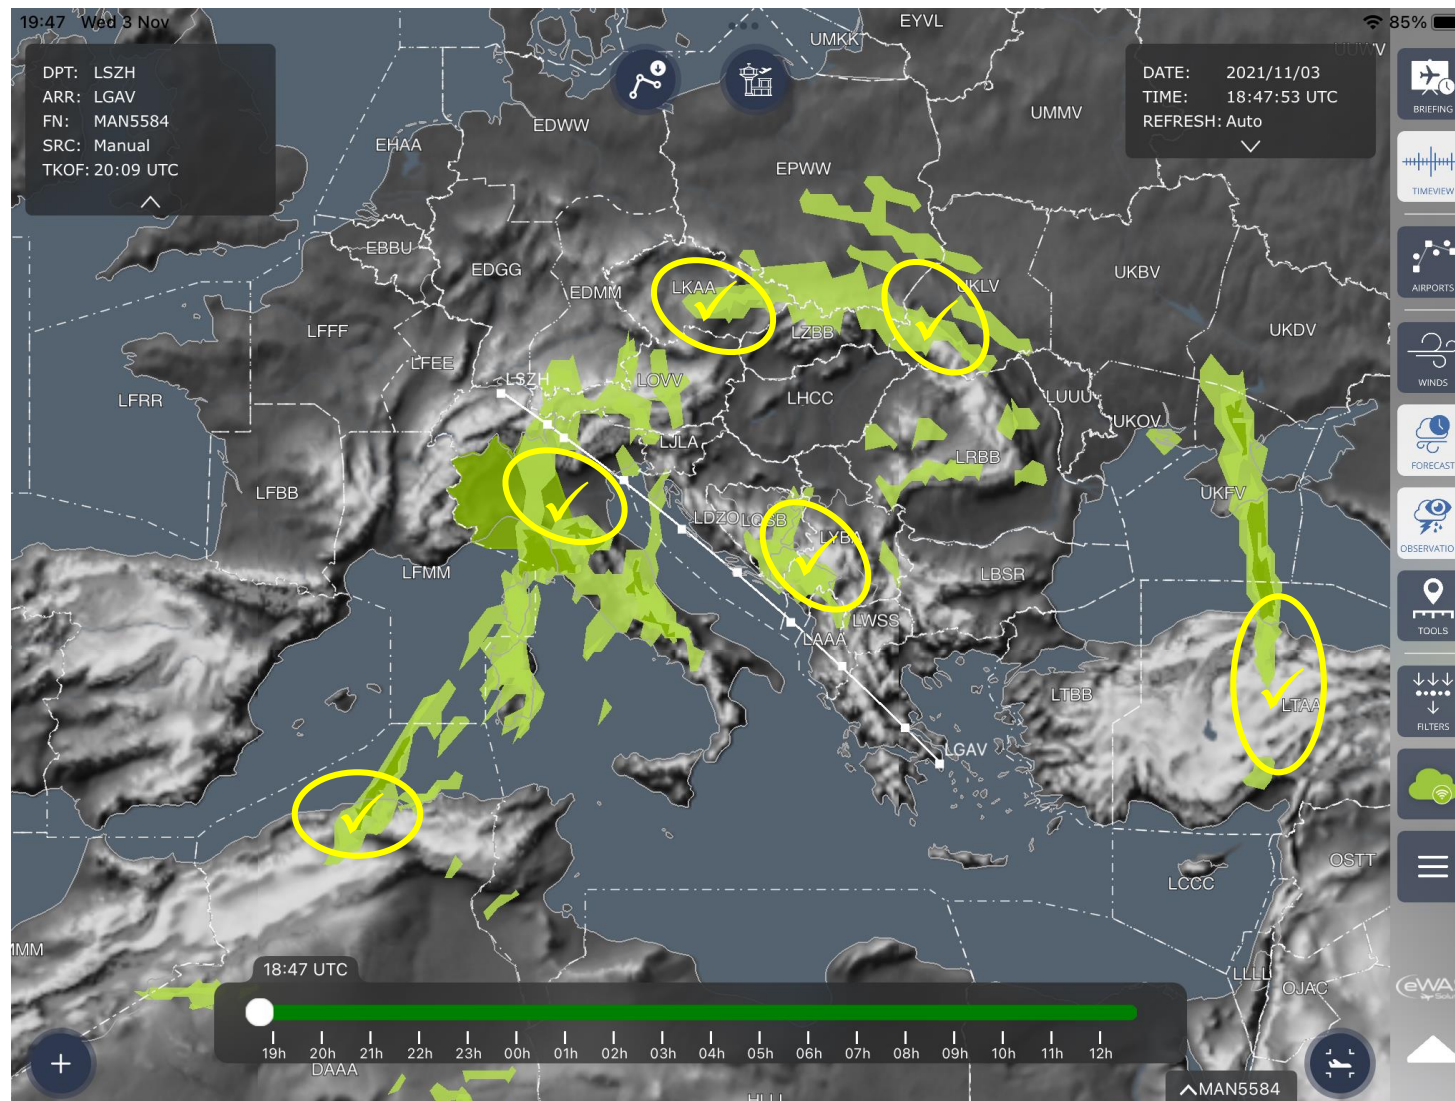 19:47 Wed 3 Nov
85%
DPT: LSZH
ARR: LGAV
FN: MAN5584
SRC: Manual
TKOF: 20:09 UTC
DATE: 2021/11/03
TIME: 18:47:53 UTC
REFRESH: Auto
EYVL
UMKK
UMMV
EDWW
EHAA
EPWW
EBBU
EDGG
EDMM
LKAA
UKLV
UKBV
LFFF
LZBB
UKDV
LFEE
LSZH
LOVV
LHCC
LUUU
LFRR
UKOV
LJLA
LRBB
LFBB
UKFV
LDZO
LQSB
LYBA
LFMM
LBSR
LWSS
LAAA
LTBB
LTAA
LGAV
LCCC
OSTT
LLLL
OJAC
DAAA
HLLL
BRIEFING
TIMEVIEW
AIRPORTS
WINDS
FORECAST
OBSERVATIO
TOOLS
FILTERS
eWA
18:47 UTC
19h 20h 21h 22h 23h 00h 01h 02h 03h 04h 05h 06h 07h 08h 09h 10h 11h 12h
MAN5584